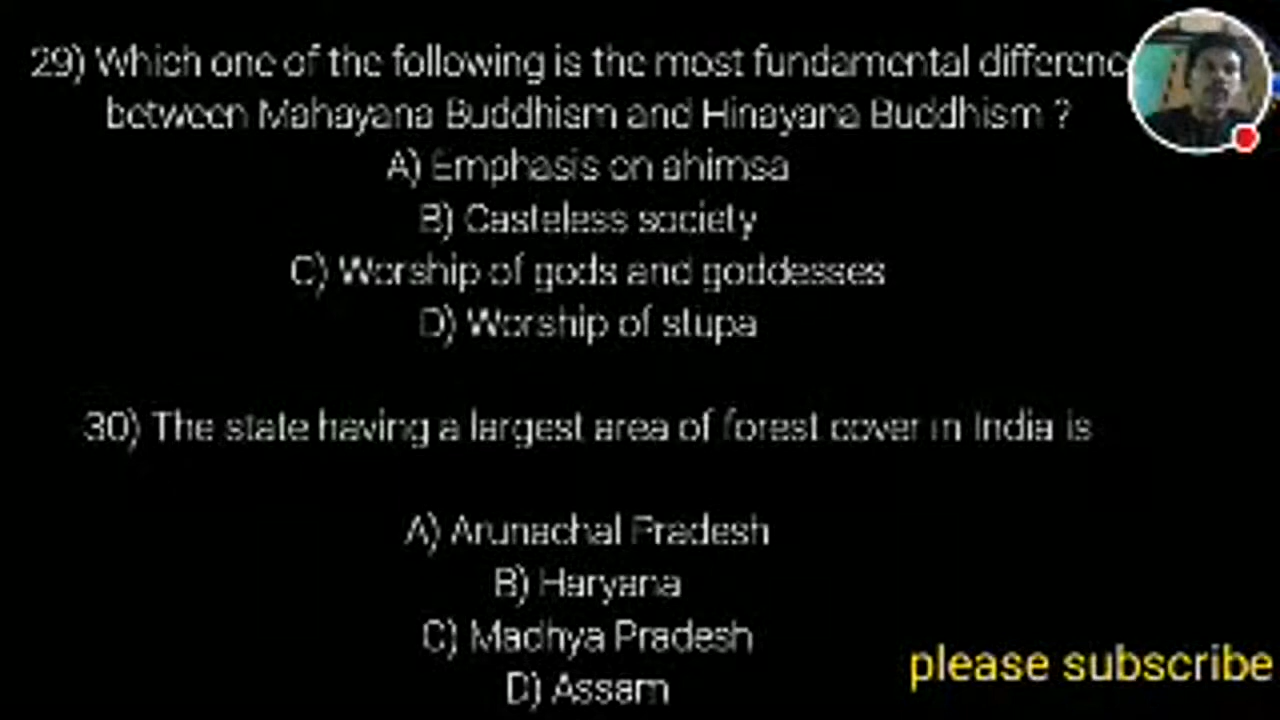 29) Which one of the following is the most fundamental differenc
between Mahayana Buddhism and Hinayana Buddhism ?
A) Emphasis on ahimsa
B) Casteless society
C) Worship of gods and goddesses
D) Worship of stupa
30) The state having a largest area of forest cover in India is
A) Arunachal Pradesh
B) Haryana
C) Madhya Pradesh
D) Assam
please subscribe